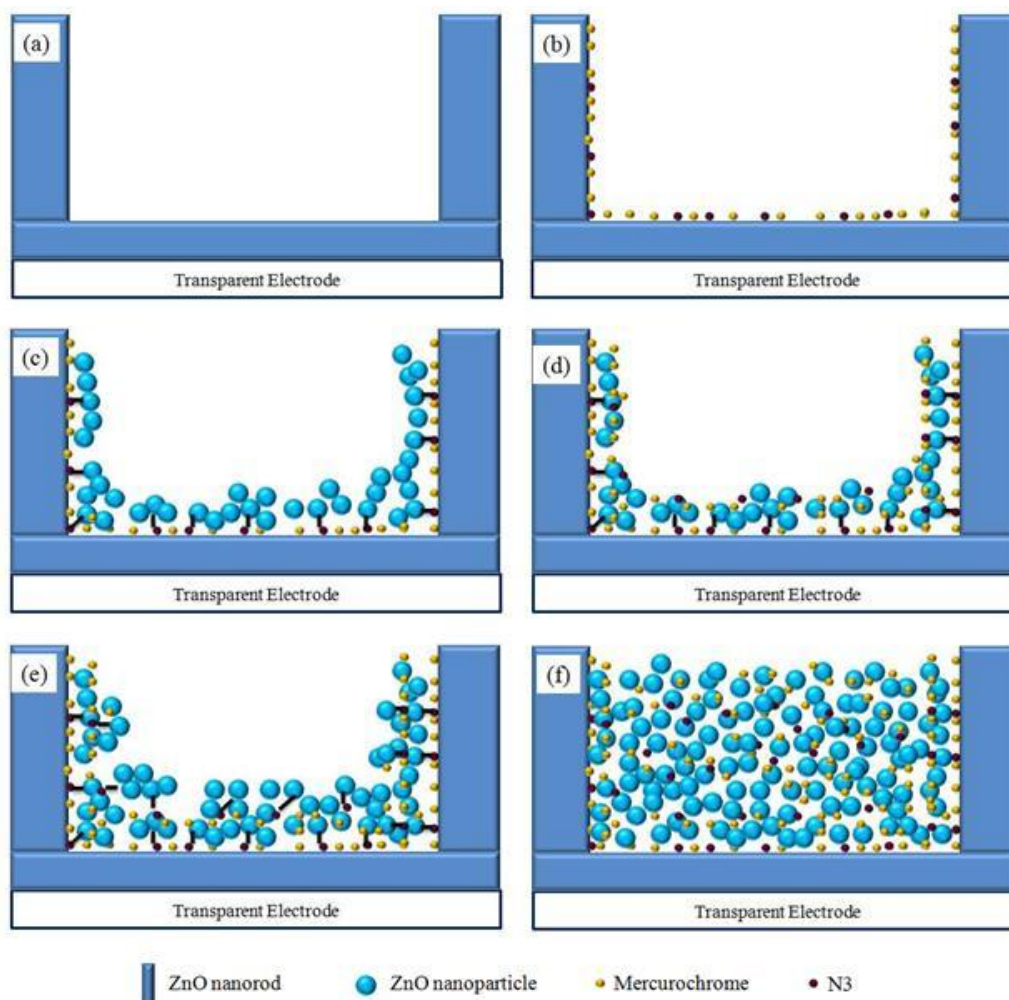 (a)
(b)
Transparent Electrode
Transparent Electrode
(c)
(d)
Transparent Electrode
Transparent Electrode
(e)
(f)
Transparent Electrode
Transparent Electrode
ZnO nanorod
ZnO nanoparticle
Mercurochrome
N3